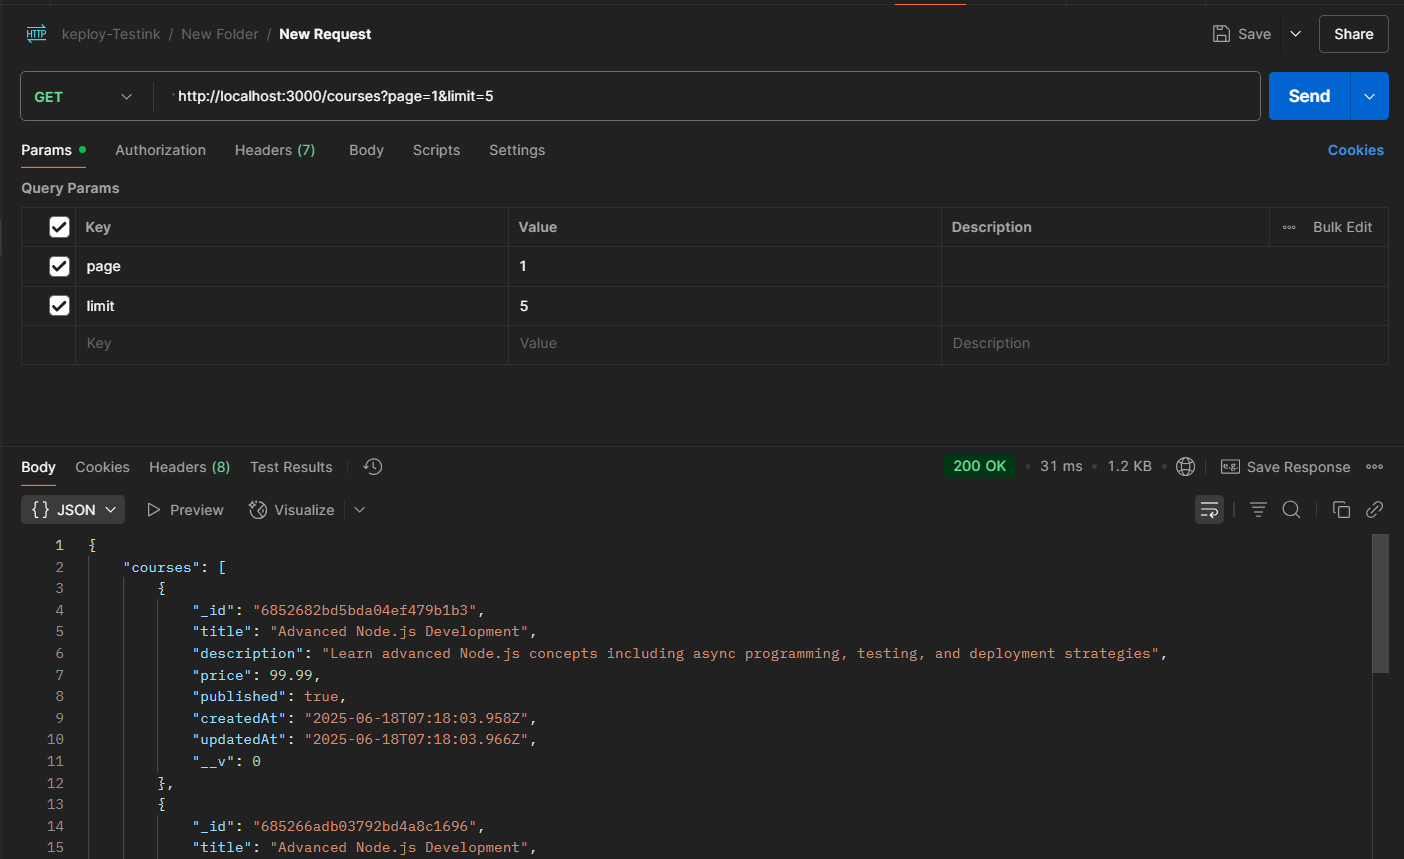 HTTP keploy-Testink / New Folder / New Request Save Share
GET http://localhost:3000/courses?page=1&limit=5 Send
Params Authorization Headers (7) Body Scripts Settings Cookies
Query Params
Key Value Description Bulk Edit
page 1
limit 5
Key Value Description
Body Cookies Headers (8) Test Results 200 OK 31 ms 1.2 KB e.g. Save Response
{} JSON Preview Visualize
1 {
2 "courses": [
3 {
4 "_id": "6852682bd5bda04ef479b1b3",
5 "title": "Advanced Node.js Development",
6 "description": "Learn advanced Node.js concepts including async programming, testing, and deployment strategies",
7 "price": 99.99,
8 "published": true,
9 "createdAt": "2025-06-18T07:18:03.958Z",
10 "updatedAt": "2025-06-18T07:18:03.966Z",
11 "__v": 0
12 },
13 {
14 "_id": "685266adb03792bd4a8c1696",
15 "title": "Advanced Node.js Development",